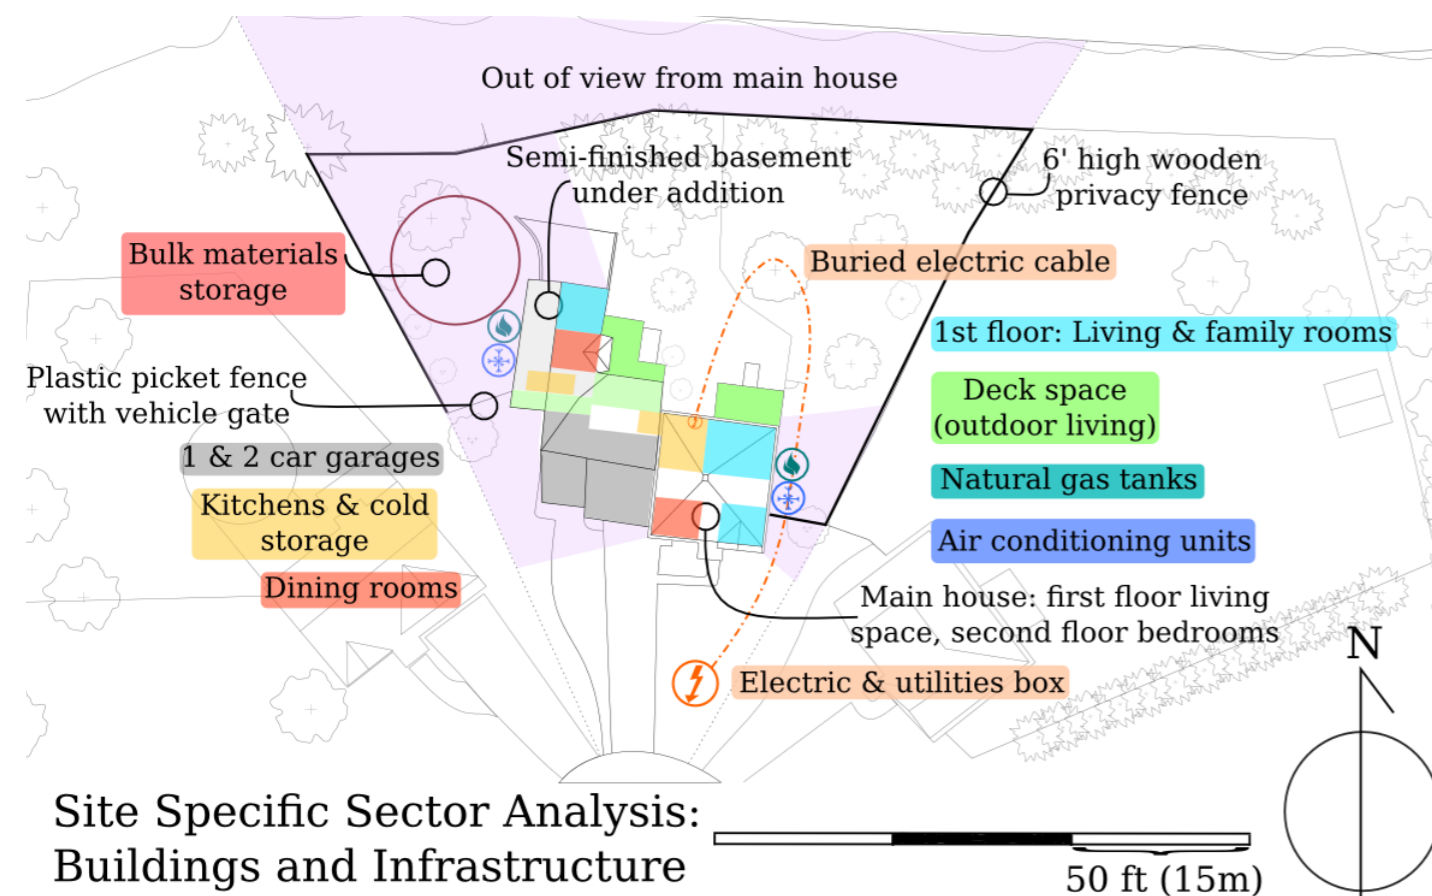 Out of view from main house
Semi-finished basement
under addition
6' high wooden
privacy fence
Bulk materials
storage
Buried electric cable
1st floor: Living & family rooms
Plastic picket fence
with vehicle gate
Deck space
(outdoor living)
1 & 2 car garages
Natural gas tanks
Kitchens & cold
storage
Air conditioning units
Dining rooms
Main house: first floor living
space, second floor bedrooms
N
Electric & utilities box
Site Specific Sector Analysis:
Buildings and Infrastructure
50 ft (15m)